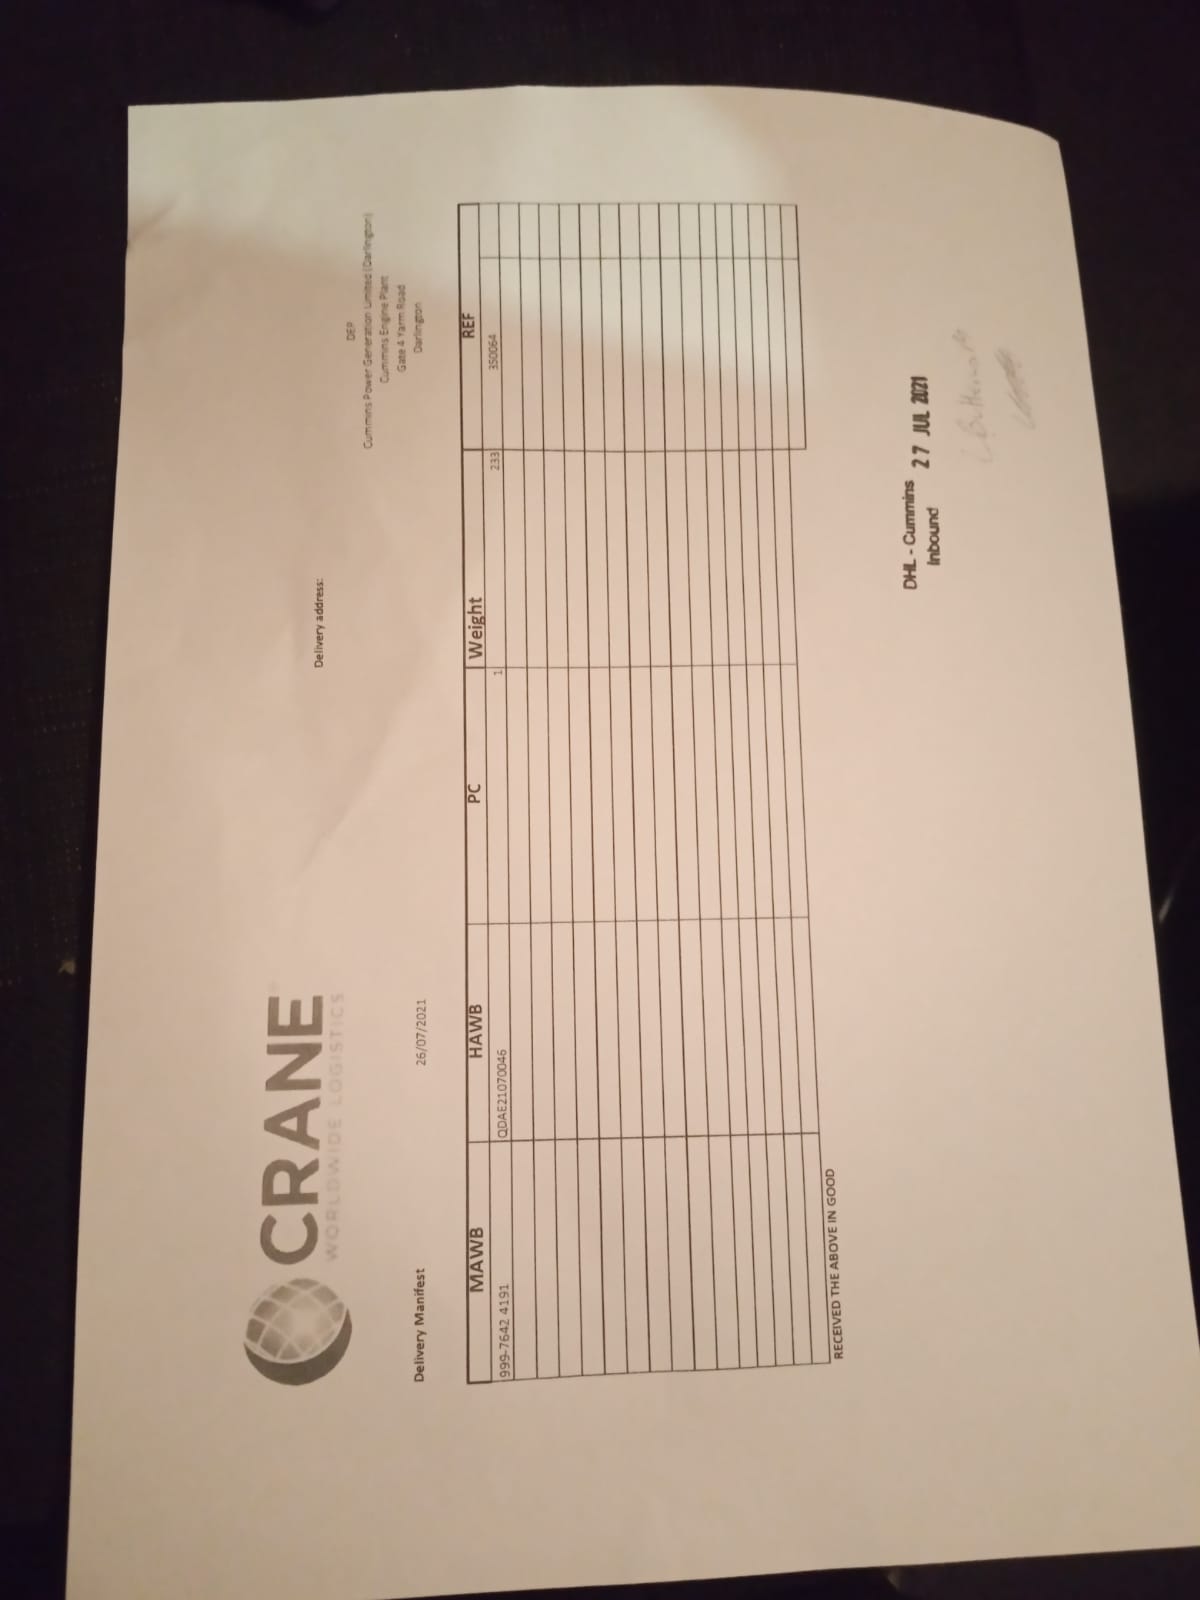 CRANE
WORLDWIDE LOGISTICS
Delivery address:
DEP
Cummins Power Generation Limited (Darlington)
Cummins Engine Plant
Gate 4 Yarm Road
Darlington
Delivery Manifest 26/07/2021
MAWB HAWB PC Weight REF
999-7642 4191 QDAE21070046 1 233 350064
RECEIVED THE ABOVE IN GOOD
DHL - Cummins 27 JUL 2021
Inbound